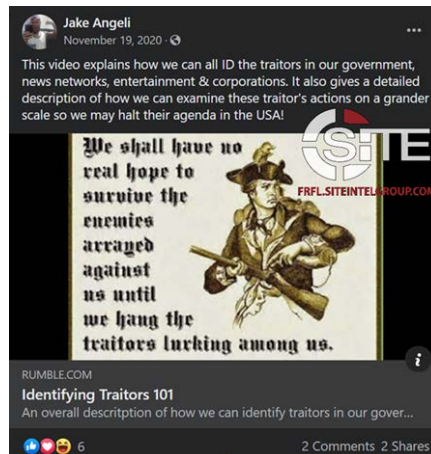 Jake Angeli
November 19, 2020 ·
This video explains how we can all ID the traitors in our government,
news networks, entertainment & corporations. It also gives a detailed
description of how we can examine these traitor's actions on a grander
scale so we may halt their agenda in the USA!
We shall have no
real hope to
survive the
enemies
arrayed
against
us until
we hang the
traitors lurking among us.
SITE
FRFL.SITEINTELGROUP.COM
RUMBLE.COM
Identifying Traitors 101
An overall descritption of how we can identify traitors in our gover...
6
2 Comments 2 Shares